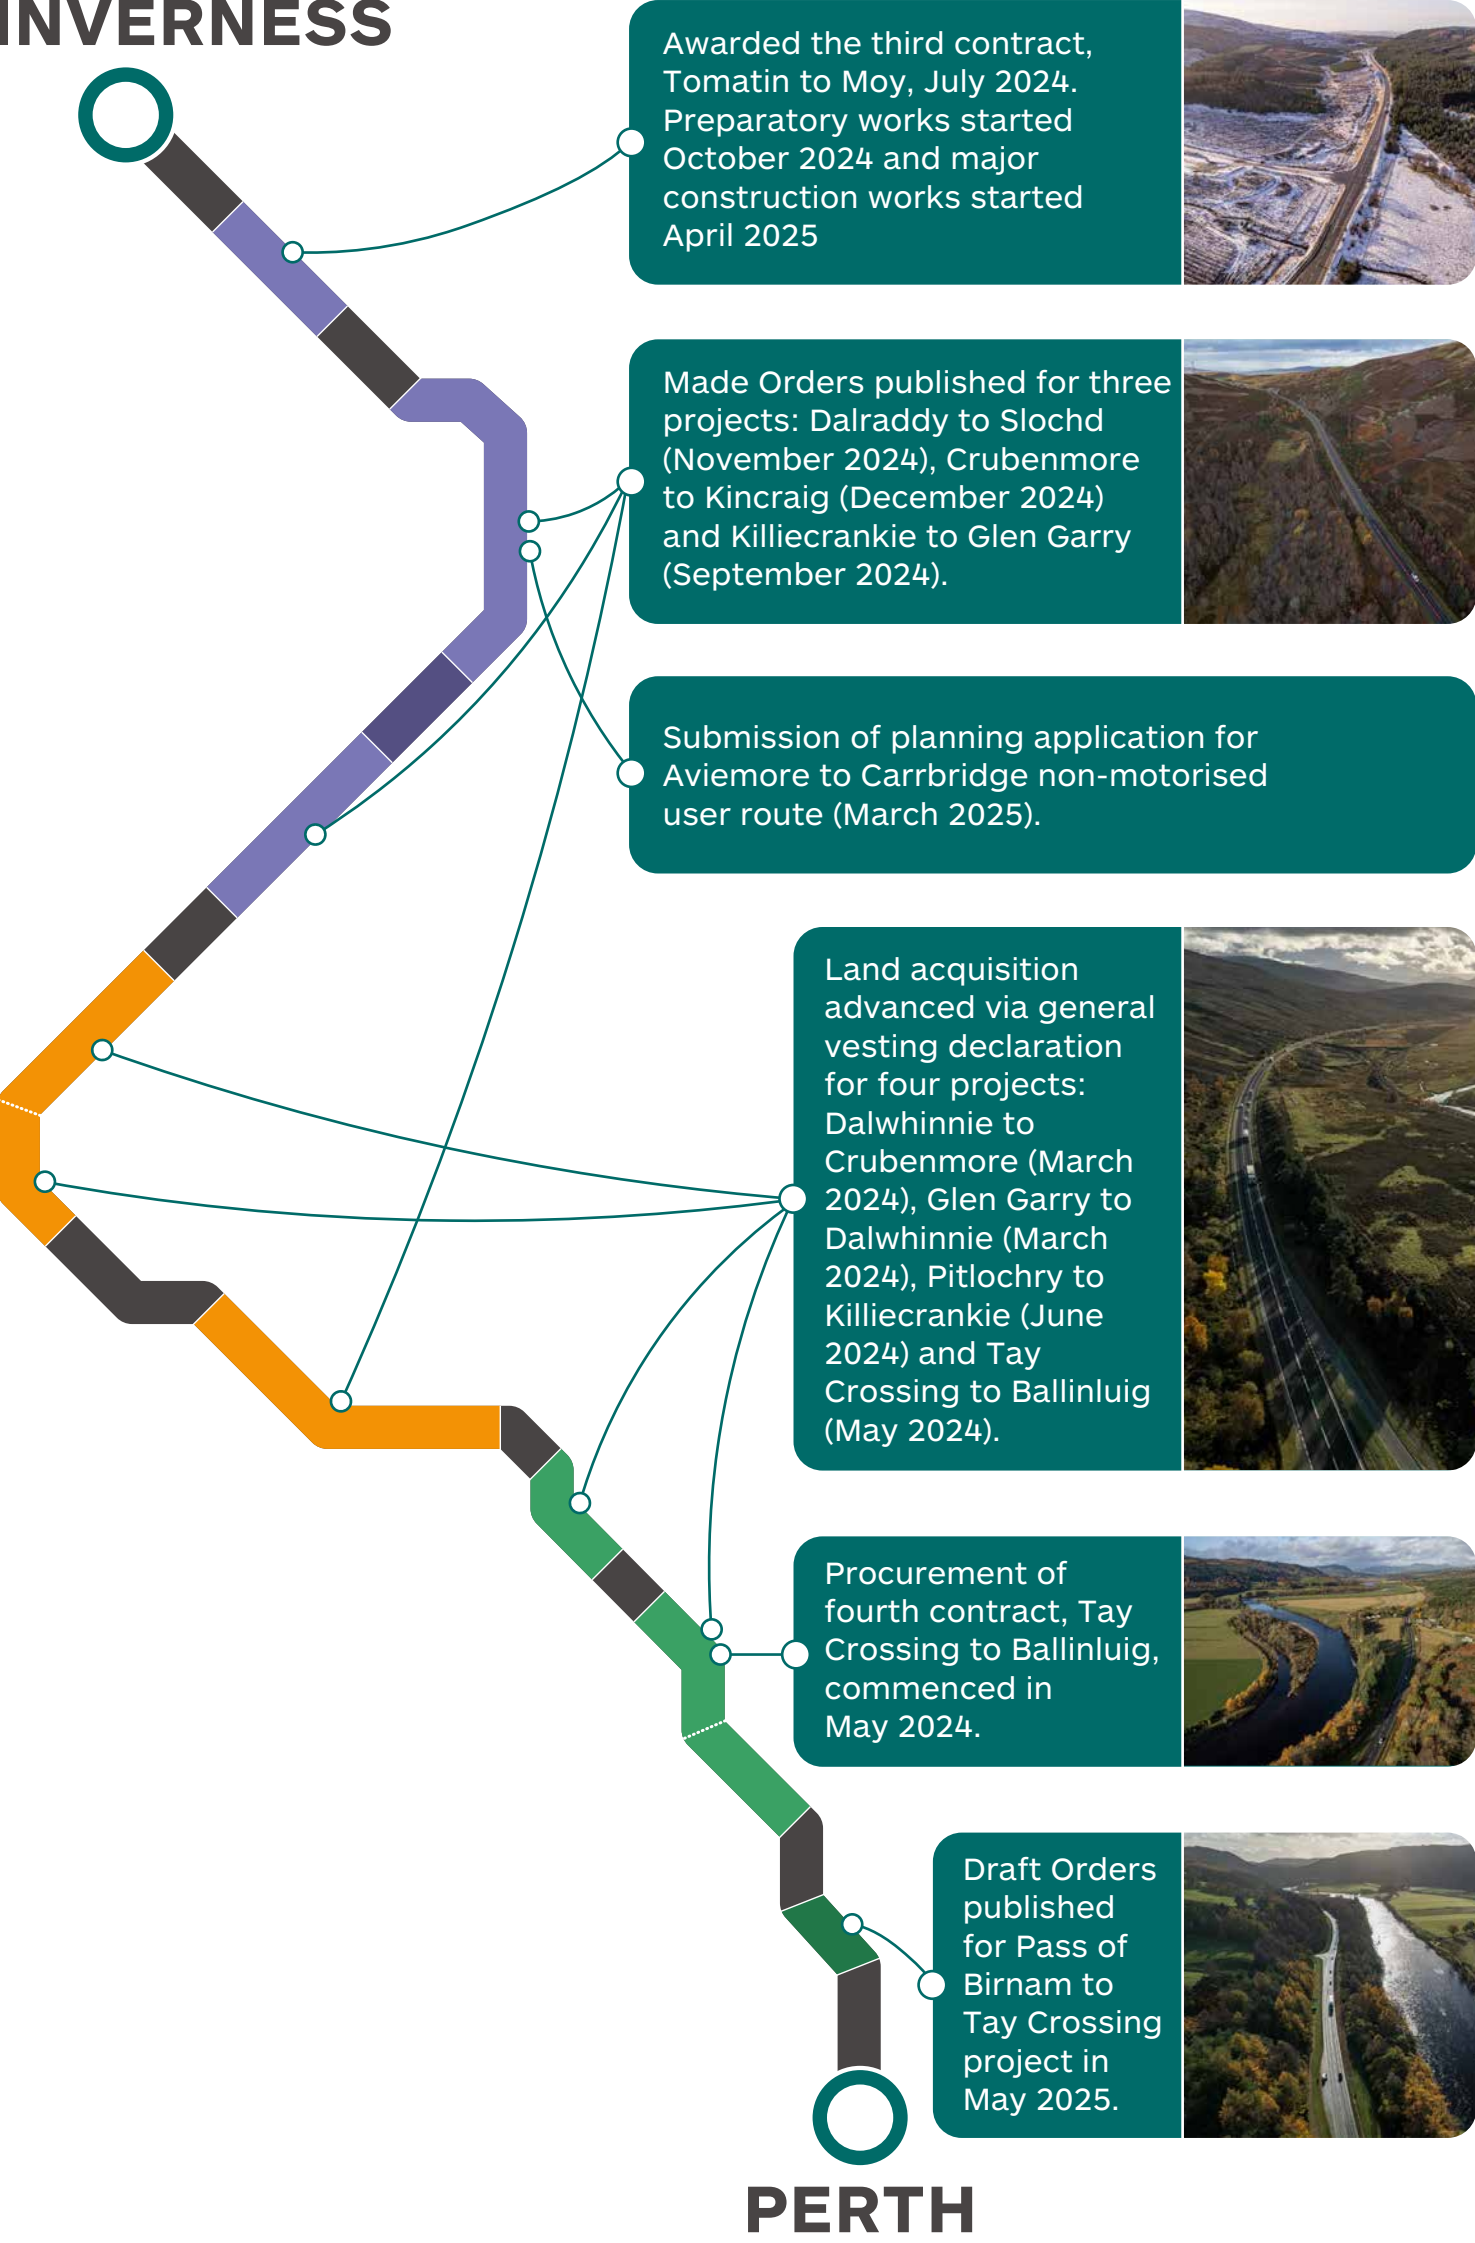 INVERNESS
Awarded the third contract,
Tomatin to Moy, July 2024.
Preparatory works started
October 2024 and major
construction works started
April 2025
Made Orders published for three
projects: Dalraddy to Slochd
(November 2024), Crubenmore
to Kincraig (December 2024)
and Killiecrankie to Glen Garry
(September 2024).
Submission of planning application for
Aviemore to Carrbridge non-motorised
user route (March 2025).
Land acquisition
advanced via general
vesting declaration
for four projects:
Dalwhinnie to
Crubenmore (March
2024), Glen Garry to
Dalwhinnie (March
2024), Pitlochry to
Killiecrankie (June
2024) and Tay
Crossing to Ballinluig
(May 2024).
Procurement of
fourth contract, Tay
Crossing to Ballinluig,
commenced in
May 2024.
Draft Orders
published
for Pass of
Birnam to
Tay Crossing
project in
May 2025.
PERTH